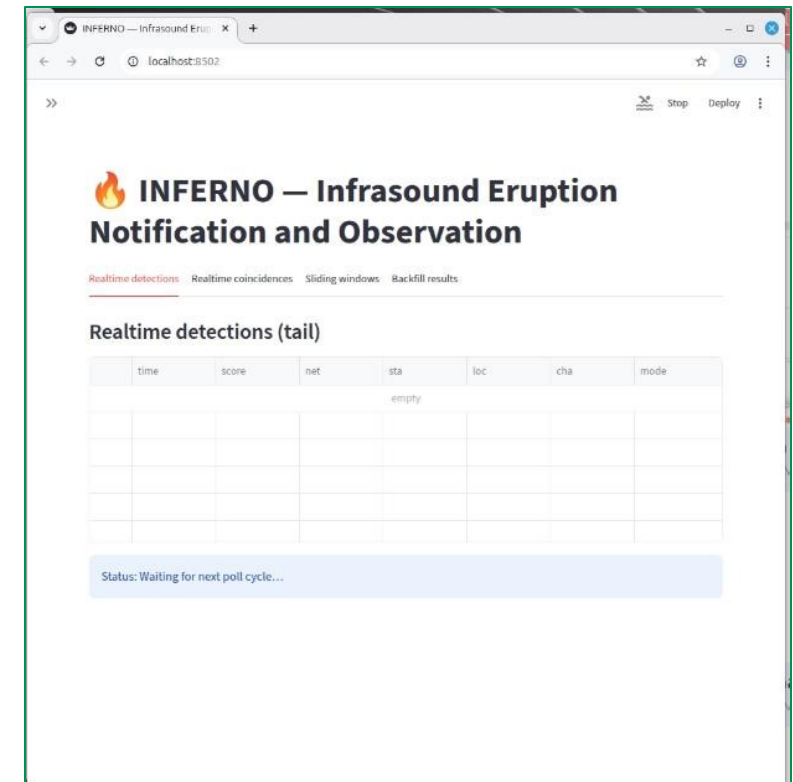 INFERNO — Infrasound Erup
localhost:8502
Stop Deploy
🔥 INFERNO — Infrasound Eruption
Notification and Observation
Realtime detections Realtime coincidences Sliding windows Backfill results
Realtime detections (tail)
time score net sta loc cha mode
empty
Status: Waiting for next poll cycle...